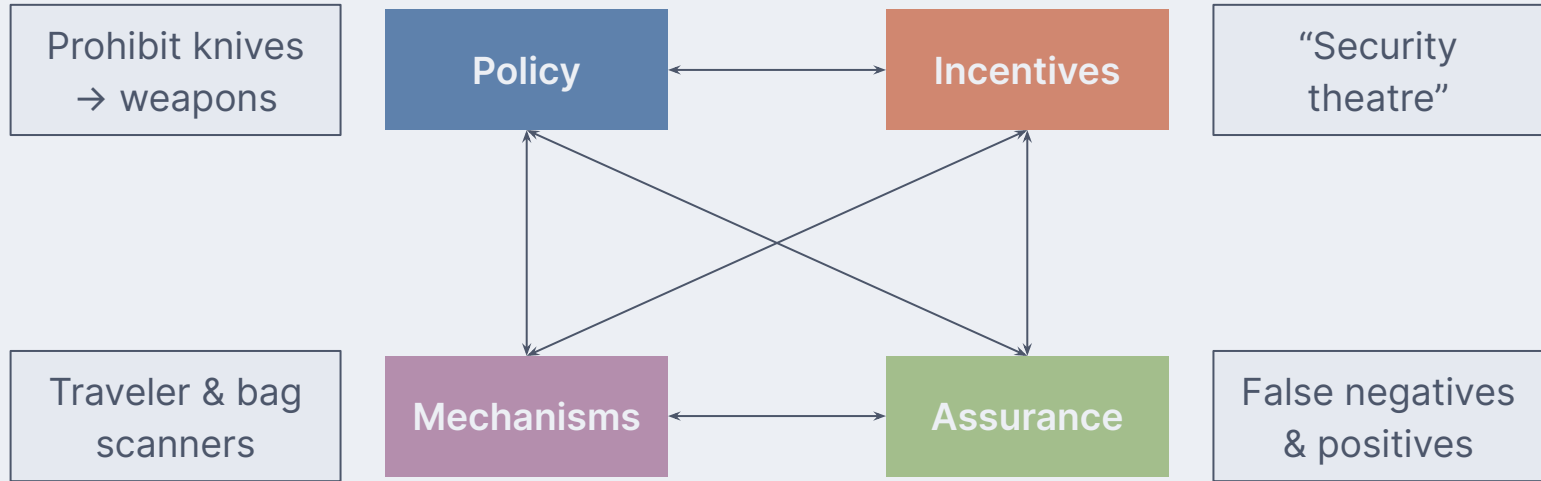 Prohibit knives
→ weapons
Policy
Incentives
“Security
theatre”
Traveler & bag
scanners
Mechanisms
Assurance
False negatives
& positives